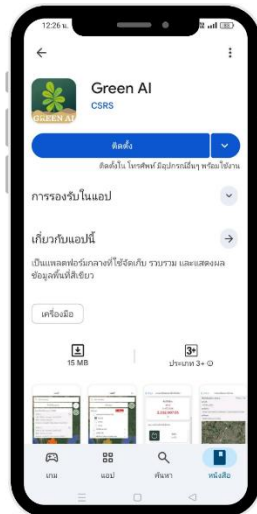 12:26 น.
Green AI
CSRS
GREEN AI
ติดตั้ง
ติดตั้งใน โทรศัพท์ มีอุปกรณ์อื่นๆ พร้อมใช้งาน
การรองรับในแอป
เกี่ยวกับแอปนี้
เป็นแพลตฟอร์มกลางที่ใช้จัดเก็บ รวบรวม และแสดงผล
ข้อมูลพื้นที่สีเขียว
เครื่องมือ
3+
15 MB
ประเภท 3+
เกม
แอป
ค้นหา
หนังสือ